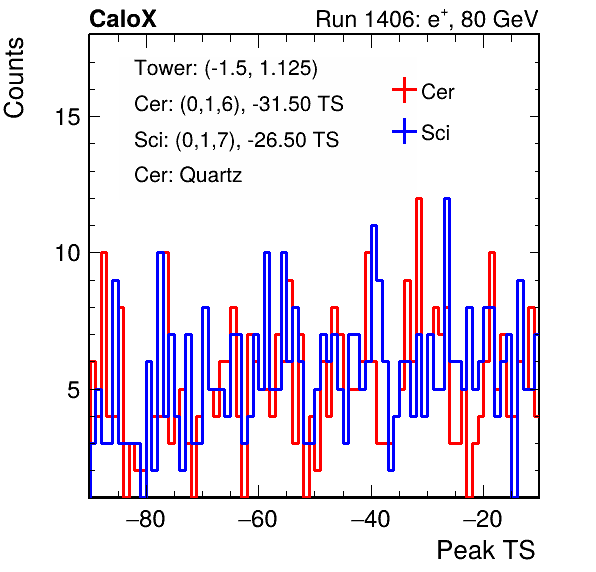 CaloX Run 1406: e⁺, 80 GeV
Counts
Tower: (-1.5, 1.125)
Cer: (0,1,6), -31.50 TS
Sci: (0,1,7), -26.50 TS
Cer: Quartz
Cer
Sci
15
10
5
−80 −60 −40 −20
Peak TS